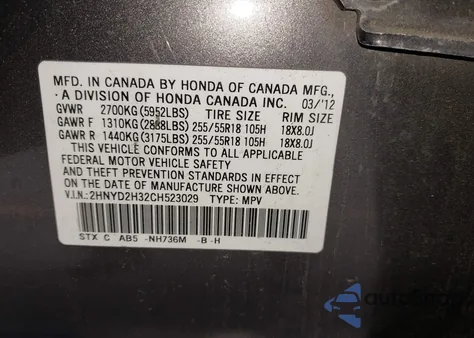 MFD. IN CANADA BY HONDA OF CANADA MFG.,
A DIVISION OF HONDA CANADA INC. 03/'12
GVWR 2700KG (5952LBS) TIRE SIZE RIM SIZE
GAWR F 1310KG (2888LBS) 255/55R18 105H 18X8.0J
GAWR R 1440KG (3175LBS) 255/55R18 105H 18X8.0J
THIS VEHICLE CONFORMS TO ALL APPLICABLE
FEDERAL MOTOR VEHICLE SAFETY
AND THEFT PREVENTION STANDARDS IN EFFECT
ON THE DATE OF MANUFACTURE SHOWN ABOVE.
V.I.N.: 2HNYD2H32CH523029 TYPE: MPV
STX C AB5 -NH736M -B -H